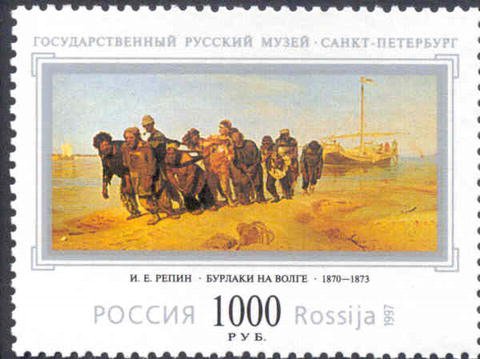 ГОСУДАРСТВЕННЫЙ РУССКИЙ МУЗЕЙ · САНКТ-ПЕТЕРБУРГ
И. Е. РЕПИН · БУРЛАКИ НА ВОЛГЕ · 1870—1873
РОССИЯ 1000 Rossija 1997
РУБ.